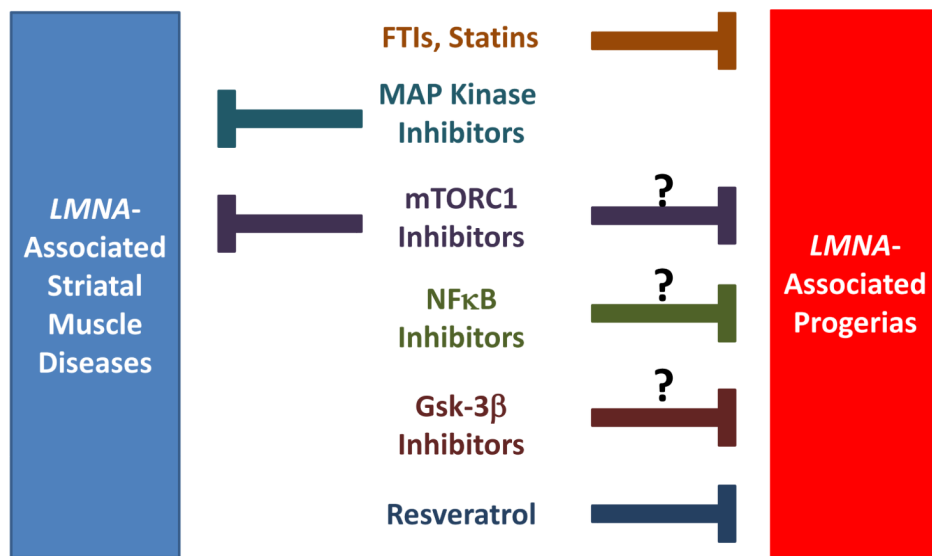 LMNA-
Associated
Striatal
Muscle
Diseases
FTIs, Statins
MAP Kinase
Inhibitors
mTORC1
Inhibitors
?
NFκB
Inhibitors
?
Gsk-3β
Inhibitors
?
Resveratrol
LMNA-
Associated
Progerias